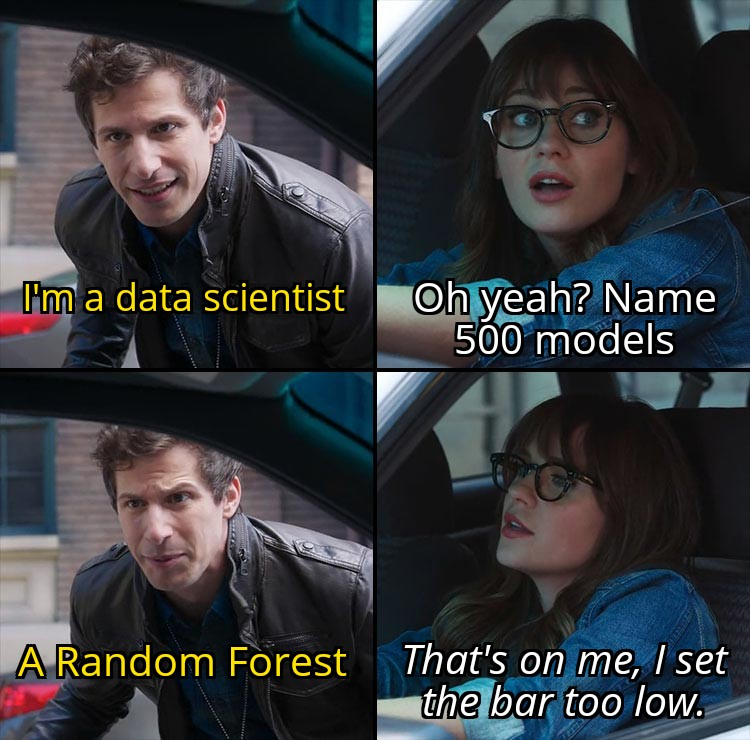 I'm a data scientist
Oh yeah? Name
500 models
A Random Forest
That's on me, I set
the bar too low.